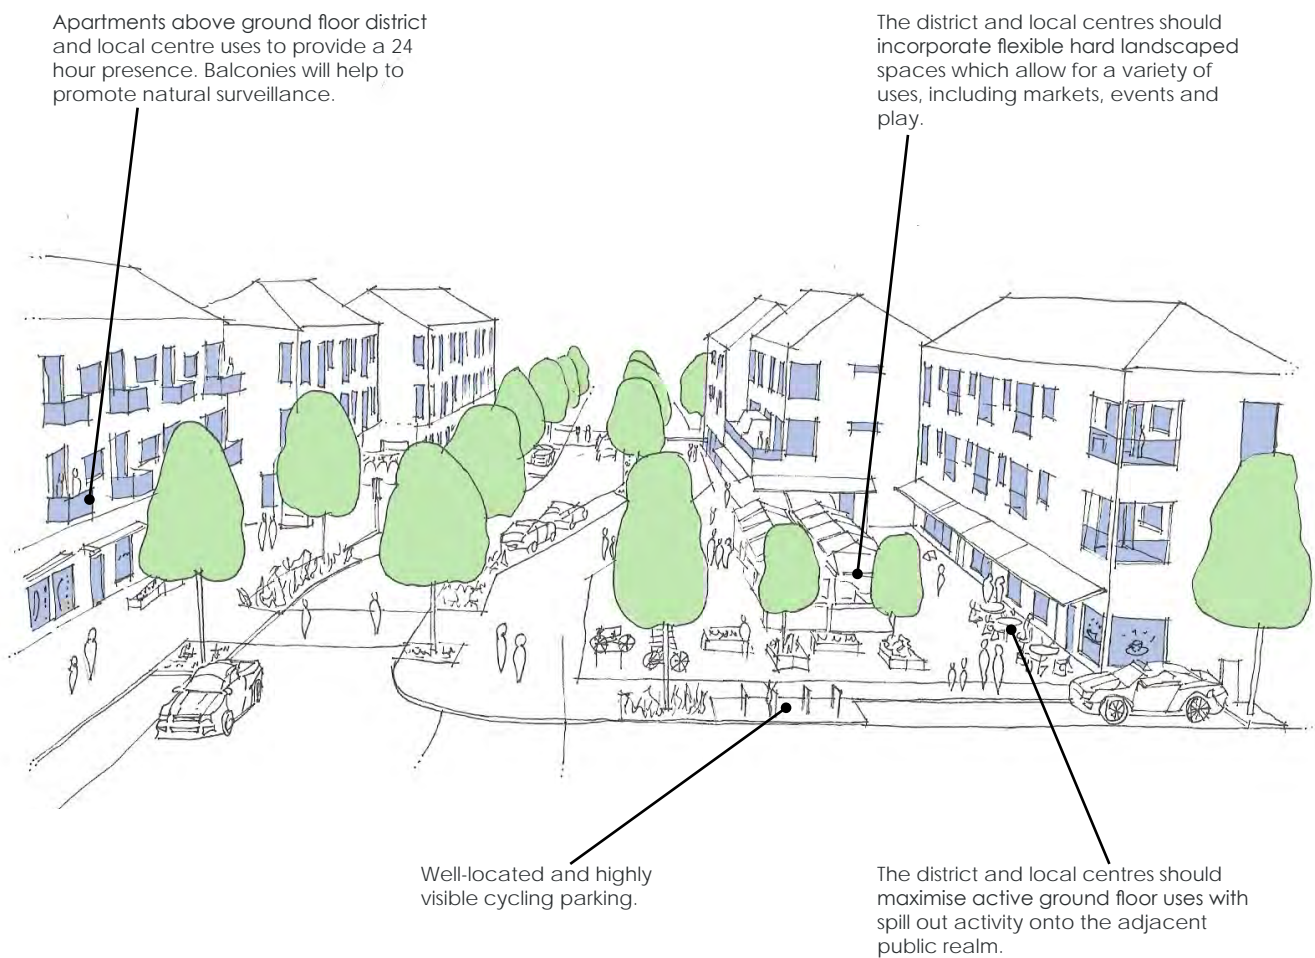 Apartments above ground floor district
and local centre uses to provide a 24
hour presence. Balconies will help to
promote natural surveillance.
The district and local centres should
incorporate flexible hard landscaped
spaces which allow for a variety of
uses, including markets, events and
play.
Well-located and highly
visible cycling parking.
The district and local centres should
maximise active ground floor uses with
spill out activity onto the adjacent
public realm.